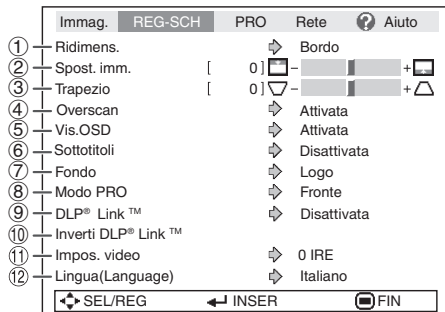 Immag. REG-SCH PRO Rete ? Aiuto
① Ridimens. Bordo
② Spost. imm. [ 0 ] - +
③ Trapezio [ 0 ] - +
④ Overscan Attivata
⑤ Vis.OSD Attivata
⑥ Sottotitoli Disattivata
⑦ Fondo Logo
⑧ Modo PRO Fronte
⑨ DLP® Link ™ Disattivata
⑩ Inverti DLP® Link ™
⑪ Impos. video 0 IRE
⑫ Lingua(Language) Italiano
SEL/REG INSER FIN